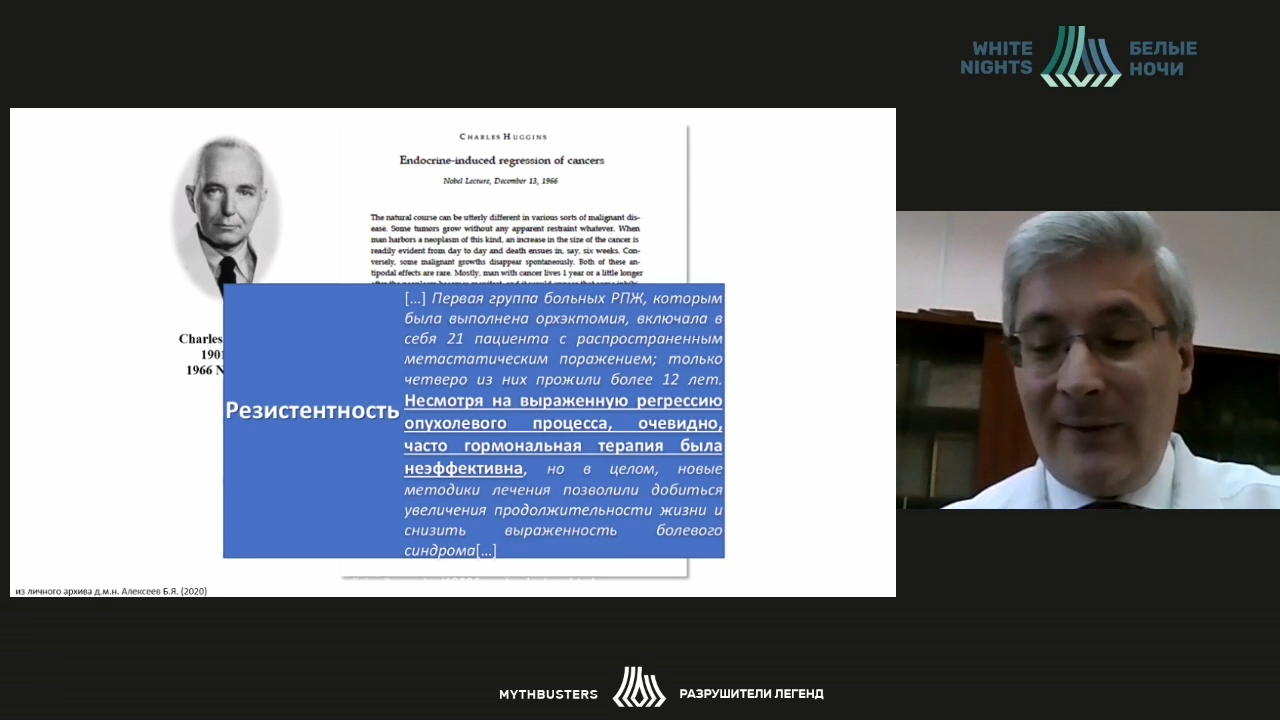 WHITE
NIGHTS
БЕЛЫЕ
НОЧИ
CHARLES HUGGINS
Endocrine-induced regression of cancers
Nobel Lecture, December 13, 1966
The natural course can be utterly different in various sorts of malignant dis-
ease. Some tumors grow without any apparent restraint whatever. When
man harbors a neoplasm of this kind, an increase in the size of the cancer is
readily evident from day to day and death ensues in, say, six weeks. Con-
versely, some malignant growths disappear spontaneously. Both of these an-
tipodal effects are rare. Mostly, man with cancer lives 1 year or a little longer
Charles
1901
1966 N
Резистентность
[...] Первая группа больных РПЖ, которым
была выполнена орхэктомия, включала в
себя 21 пациента с распространенным
метастатическим поражением; только
четверо из них прожили более 12 лет.
Несмотря на выраженную регрессию
опухолевого процесса, очевидно,
часто гормональная терапия была
неэффективна, но в целом, новые
методики лечения позволили добиться
увеличения продолжительности жизни и
снизить выраженность болевого
синдрома[...]
из личного архива д.м.н. Алексеев Б.Я. (2020)
MYTHBUSTERS
РАЗРУШИТЕЛИ ЛЕГЕНД